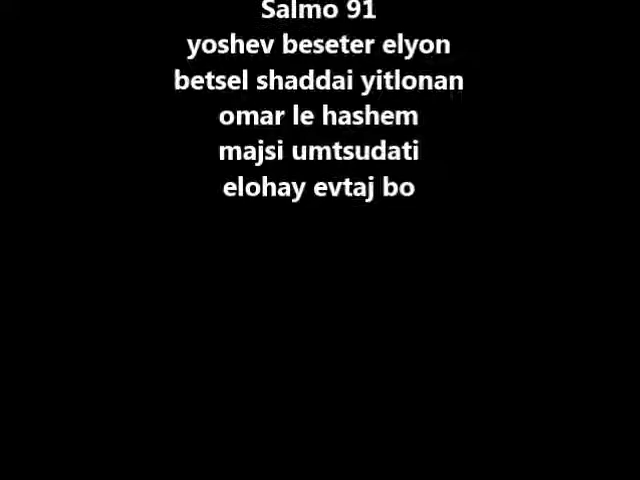 Salmo 91
yoshev beseter elyon
betsel shaddai yitlonan
omar le hashem
majsi umtsudati
elohay evtaj bo